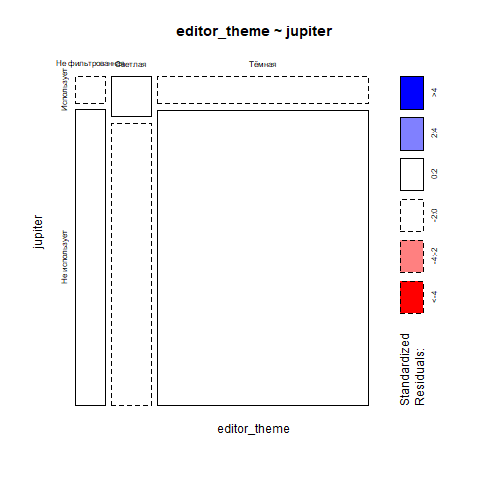 editor_theme ~ jupiter
Не фильтрованная
Светлая
Тёмная
Использует
Не использует
jupiter
editor_theme
>4
2:4
0:2
-2:0
-4:-2
<-4
Standardized
Residuals: